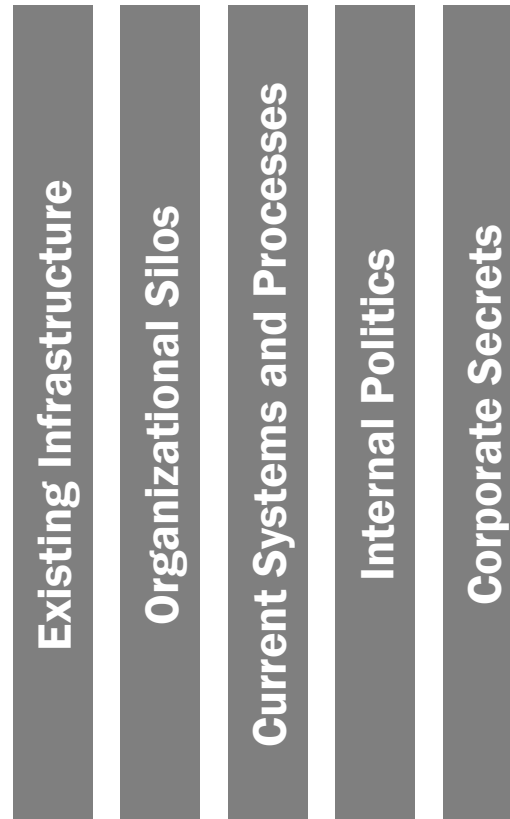 Existing Infrastructure
Organizational Silos
Current Systems and Processes
Internal Politics
Corporate Secrets